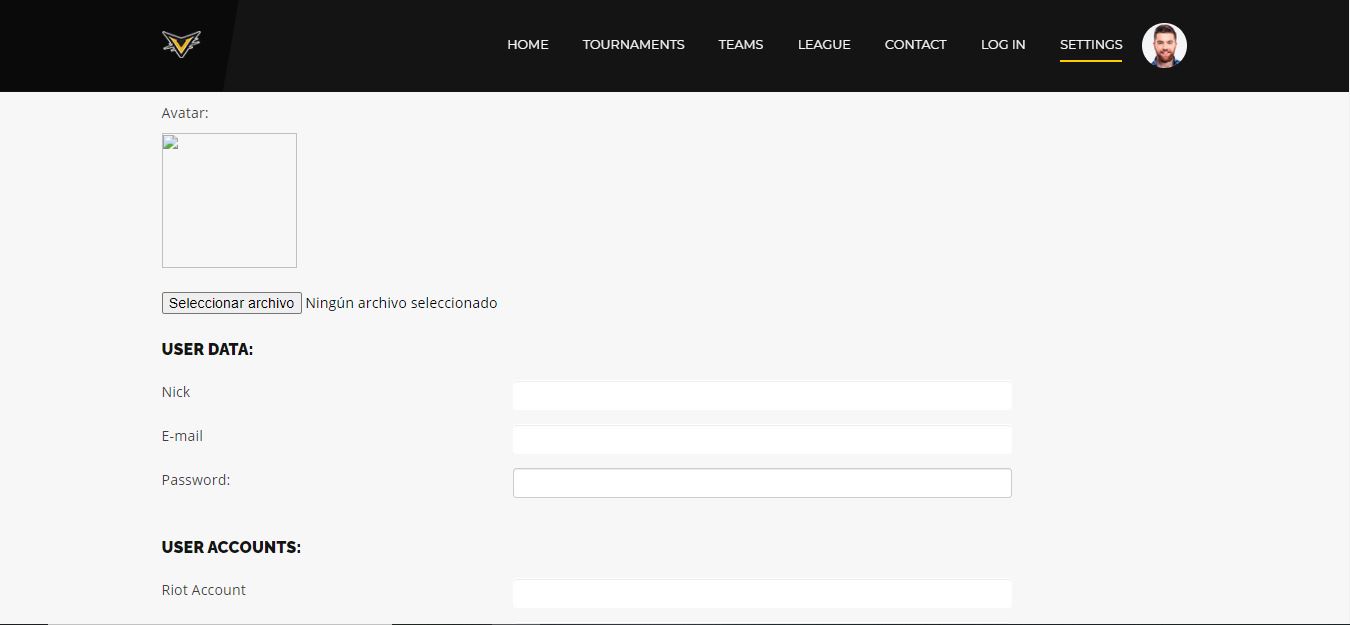 HOME TOURNAMENTS TEAMS LEAGUE CONTACT LOG IN SETTINGS
Avatar:
Seleccionar archivo Ningún archivo seleccionado
USER DATA:
Nick
E-mail
Password:
USER ACCOUNTS:
Riot Account